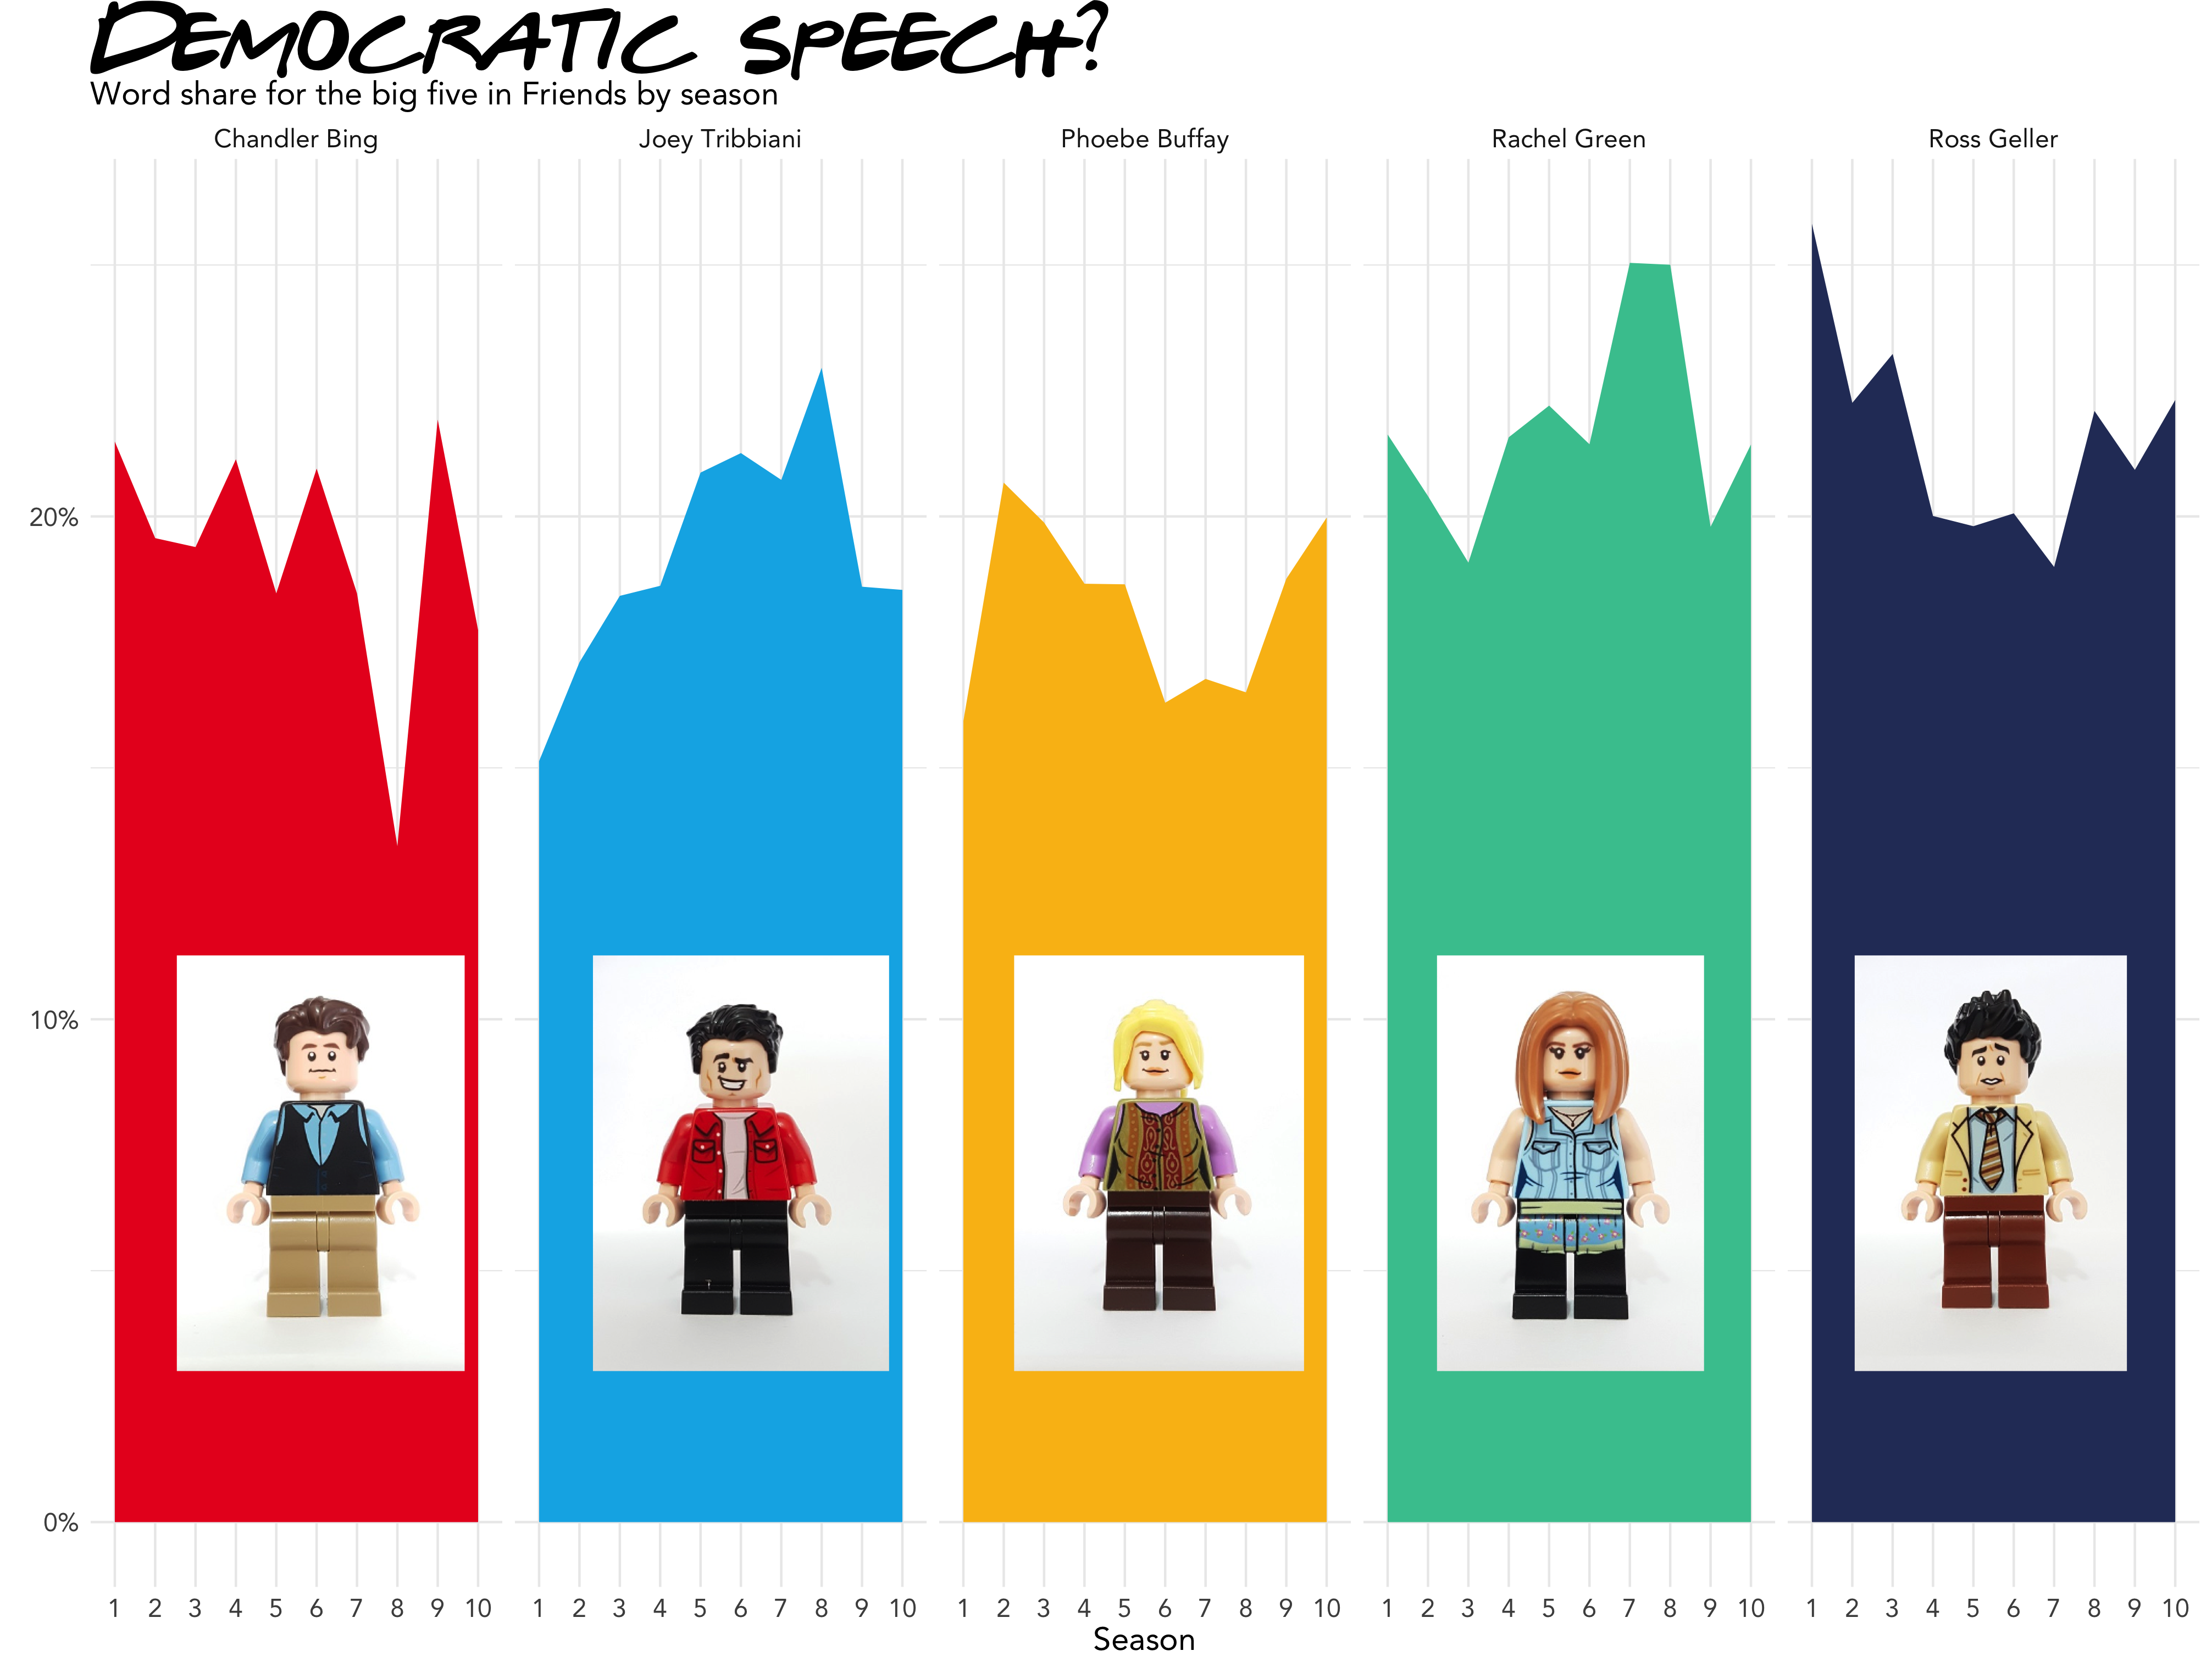 DEMOCRATIC SPEECH?
Word share for the big five in Friends by season
Chandler Bing Joey Tribbiani Phoebe Buffay Rachel Green Ross Geller
20%
10%
0%
1 2 3 4 5 6 7 8 9 10 1 2 3 4 5 6 7 8 9 10 1 2 3 4 5 6 7 8 9 10 1 2 3 4 5 6 7 8 9 10 1 2 3 4 5 6 7 8 9 10
Season